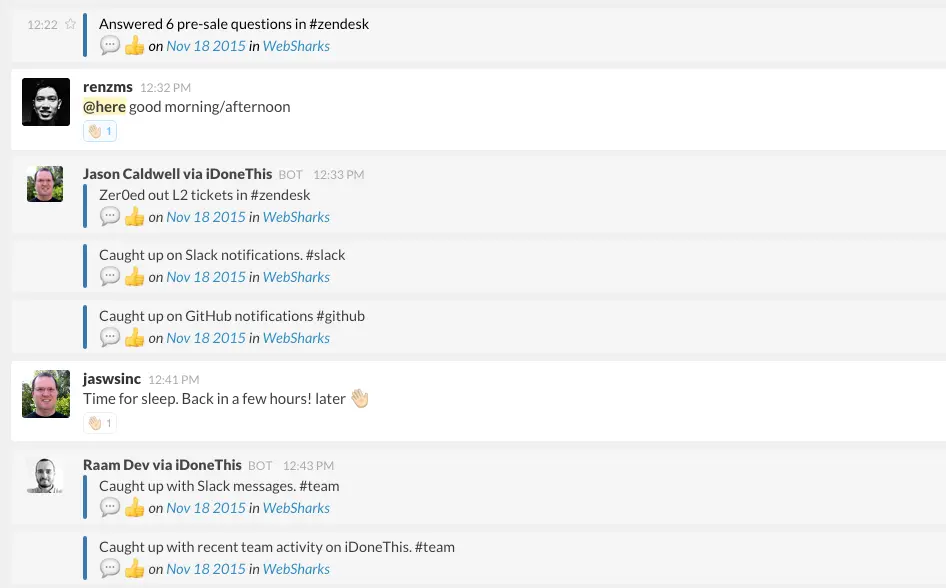 12:22 Answered 6 pre-sale questions in #zendesk
on Nov 18 2015 in WebSharks
renzms 12:32 PM
@here good morning/afternoon
1
Jason Caldwell via iDoneThis BOT 12:33 PM
Zer0ed out L2 tickets in #zendesk
on Nov 18 2015 in WebSharks
Caught up on Slack notifications. #slack
on Nov 18 2015 in WebSharks
Caught up on GitHub notifications #github
on Nov 18 2015 in WebSharks
jaswsinc 12:41 PM
Time for sleep. Back in a few hours! later
1
Raam Dev via iDoneThis BOT 12:43 PM
Caught up with Slack messages. #team
on Nov 18 2015 in WebSharks
Caught up with recent team activity on iDoneThis. #team
on Nov 18 2015 in WebSharks